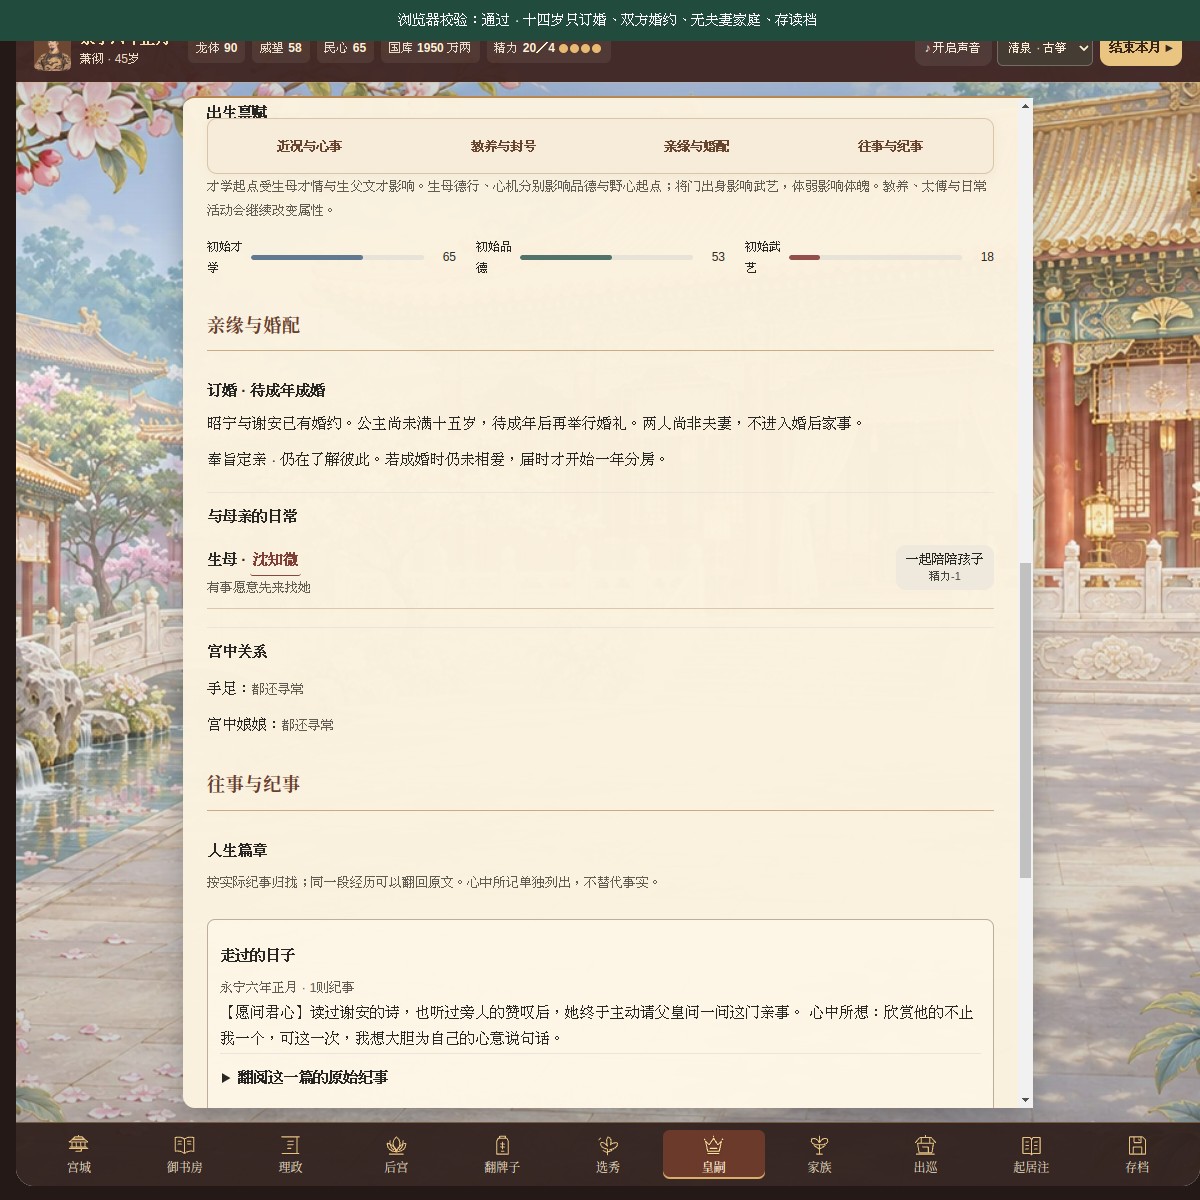 浏览器校验：通过 · 十四岁只订婚、双方婚约、无夫妻家庭、存读档
萧彻 · 45岁
龙体 90
威望 58
民心 65
国库 1950 万两
精力 20/4
♪开启声音
清泉 · 古筝
结束本月 ▸
出生禀赋
近况与心事
教养与封号
亲缘与婚配
往事与纪事
才学起点受生母才情与生父文才影响。生母德行、心机分别影响品德与野心起点；将门出身影响武艺，体弱影响体魄。教养、太傅与日常
活动会继续改变属性。
初始才学 65
初始品德 53
初始武艺 18
亲缘与婚配
订婚 · 待成年成婚
昭宁与谢安已有婚约。公主尚未满十五岁，待成年后再举行婚礼。两人尚非夫妻，不进入婚后家事。
奉旨定亲 · 仍在了解彼此。若成婚时仍未相爱，届时才开始一年分房。
与母亲的日常
生母 · 沈知微
有事愿意先来找她
一起陪陪孩子
精力-1
宫中关系
手足：都还寻常
宫中娘娘：都还寻常
往事与纪事
人生篇章
按实际纪事归拢；同一段经历可以翻回原文。心中所记单独列出，不替代事实。
走过的日子
永宁六年正月 · 1则纪事
【愿问君心】读过谢安的诗，也听过旁人的赞叹后，她终于主动请父皇问一问这门亲事。 心中所想：欣赏他的不止
我一个，可这一次，我想大胆为自己的心意说句话。
▶ 翻阅这一篇的原始纪事
宫城
御书房
理政
后宫
翻牌子
选秀
皇嗣
家族
出巡
起居注
存档